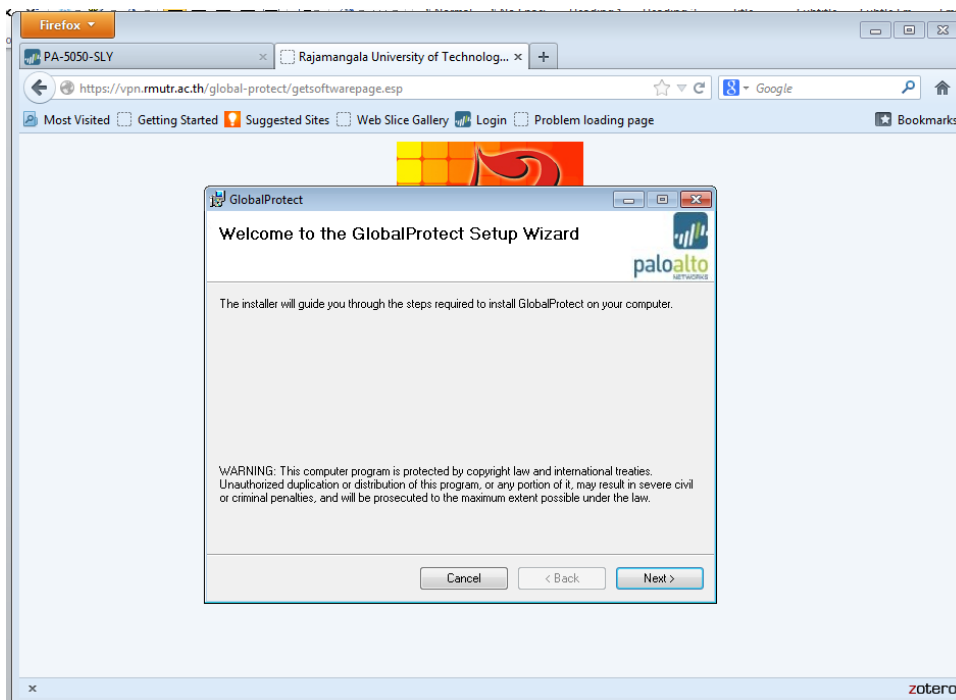 Firefox
PA-5050-SLY
Rajamangala University of Technolog...
https://vpn.rmutr.ac.th/global-protect/getsoftwarepage.esp
Google
Most Visited Getting Started Suggested Sites Web Slice Gallery Login Problem loading page Bookmarks
GlobalProtect
Welcome to the GlobalProtect Setup Wizard
paloalto
NETWORKS
The installer will guide you through the steps required to install GlobalProtect on your computer.
WARNING: This computer program is protected by copyright law and international treaties.
Unauthorized duplication or distribution of this program, or any portion of it, may result in severe civil
or criminal penalties, and will be prosecuted to the maximum extent possible under the law.
Cancel < Back Next >
zotero